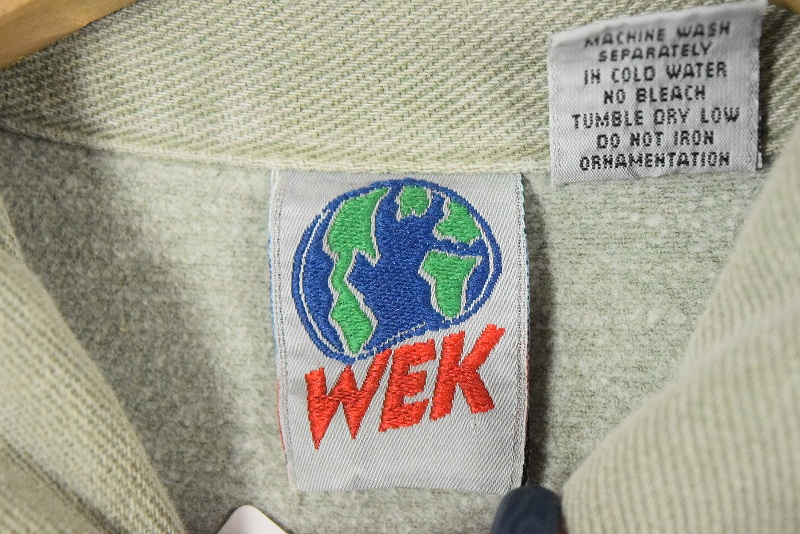 MACHINE WASH
SEPARATELY
IN COLD WATER
NO BLEACH
TUMBLE DRY LOW
DO NOT IRON
ORNAMENTATION
WEK